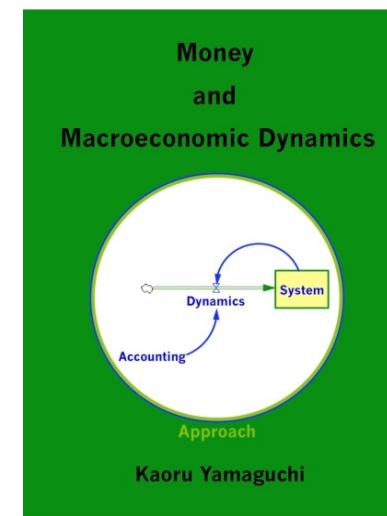 Money
and
Macroeconomic Dynamics
System
Dynamics
Accounting
Approach
Kaoru Yamaguchi